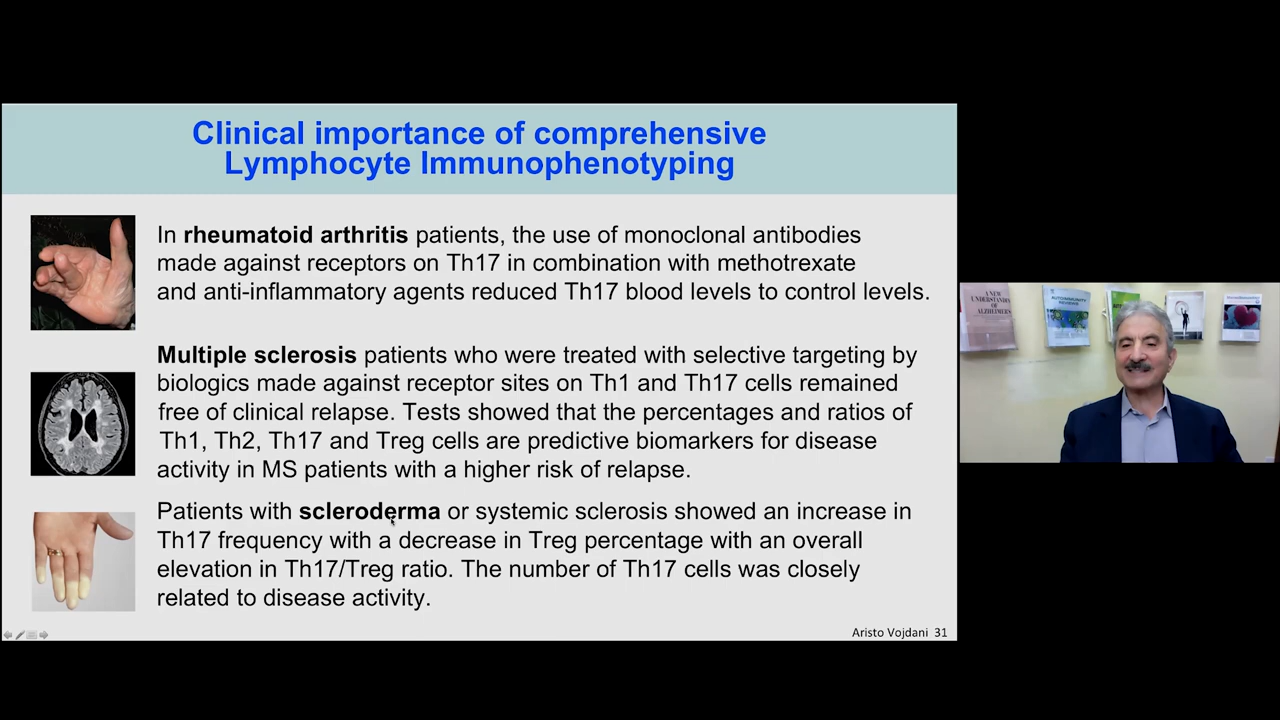 Clinical importance of comprehensive
Lymphocyte Immunophenotyping
In rheumatoid arthritis patients, the use of monoclonal antibodies
made against receptors on Th17 in combination with methotrexate
and anti-inflammatory agents reduced Th17 blood levels to control levels.
Multiple sclerosis patients who were treated with selective targeting by
biologics made against receptor sites on Th1 and Th17 cells remained
free of clinical relapse. Tests showed that the percentages and ratios of
Th1, Th2, Th17 and Treg cells are predictive biomarkers for disease
activity in MS patients with a higher risk of relapse.
Patients with scleroderma or systemic sclerosis showed an increase in
Th17 frequency with a decrease in Treg percentage with an overall
elevation in Th17/Treg ratio. The number of Th17 cells was closely
related to disease activity.
Aristo Vojdani 31
A NEW
UNDERSTANDING
OF
ALZHEIMER'S
AUTOIMMUNITY
REVIEWS